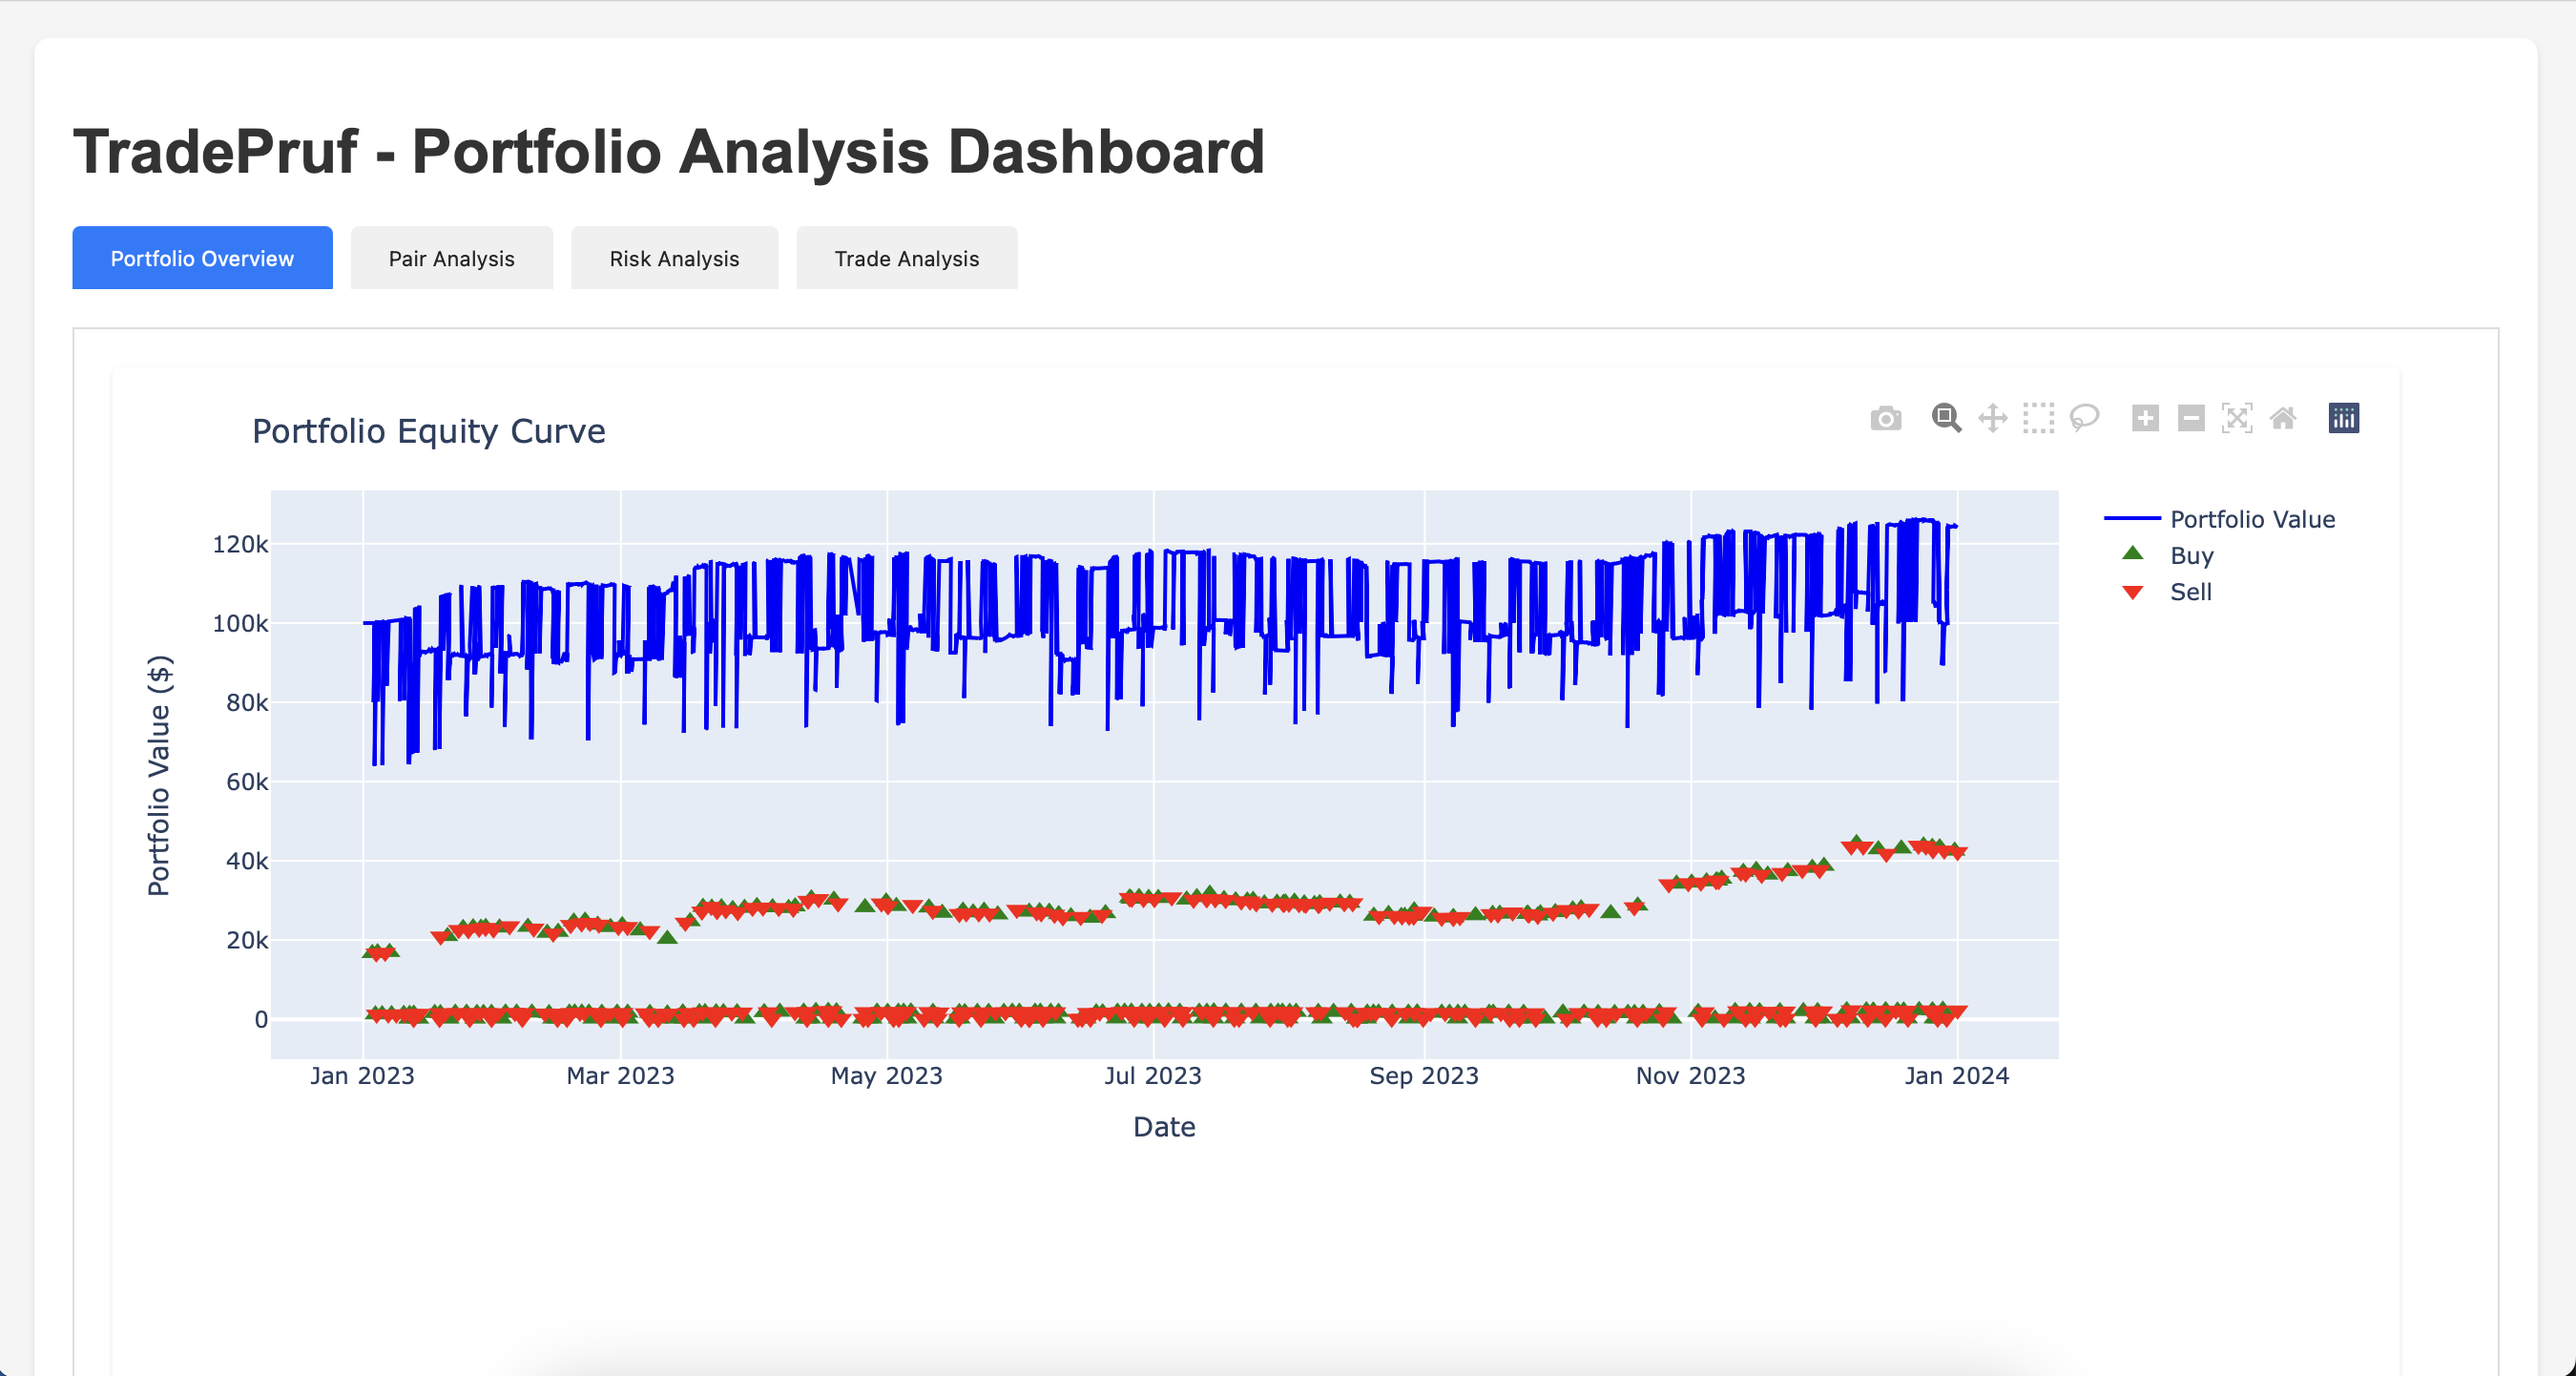 TradePruf - Portfolio Analysis Dashboard
Portfolio Overview
Pair Analysis
Risk Analysis
Trade Analysis
Portfolio Equity Curve
Portfolio Value
Buy
Sell
120k
100k
80k
60k
40k
20k
0
Portfolio Value ($)
Jan 2023
Mar 2023
May 2023
Jul 2023
Sep 2023
Nov 2023
Jan 2024
Date